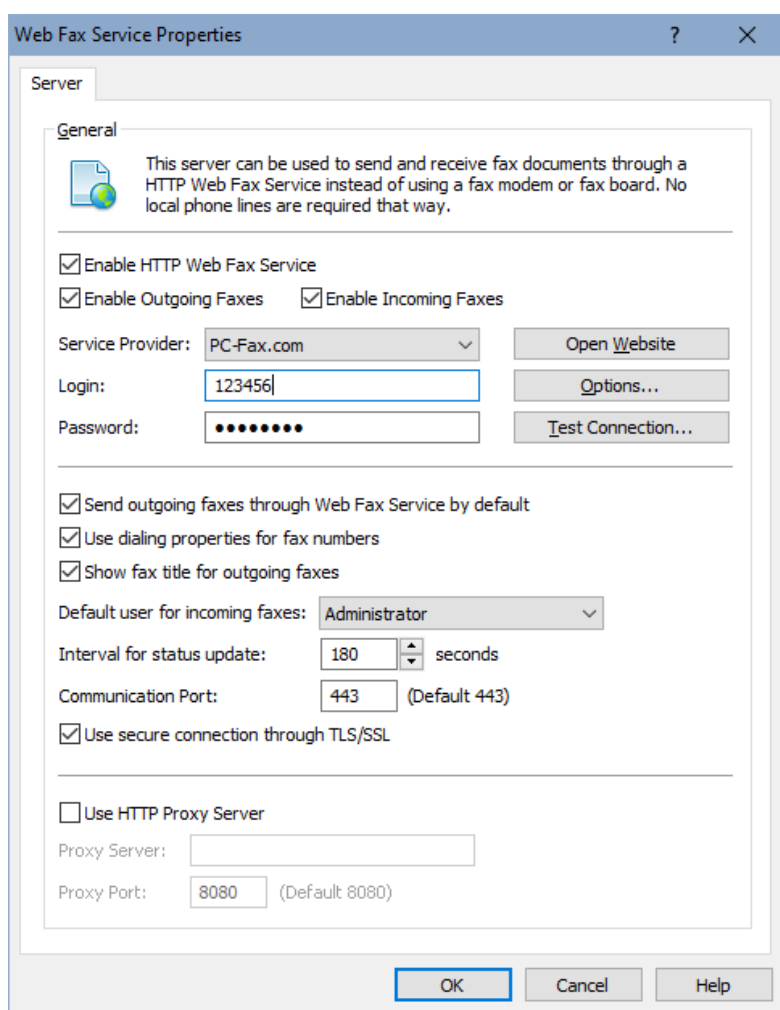 Web Fax Service Properties ?
Server
General
This server can be used to send and receive fax documents through a
HTTP Web Fax Service instead of using a fax modem or fax board. No
local phone lines are required that way.
Enable HTTP Web Fax Service
Enable Outgoing Faxes Enable Incoming Faxes
Service Provider: PC-Fax.com Open Website
Login: 123456 Options...
Password: •••••••• Test Connection...
Send outgoing faxes through Web Fax Service by default
Use dialing properties for fax numbers
Show fax title for outgoing faxes
Default user for incoming faxes: Administrator
Interval for status update: 180 seconds
Communication Port: 443 (Default 443)
Use secure connection through TLS/SSL
Use HTTP Proxy Server
Proxy Server:
Proxy Port: 8080 (Default 8080)
OK Cancel Help